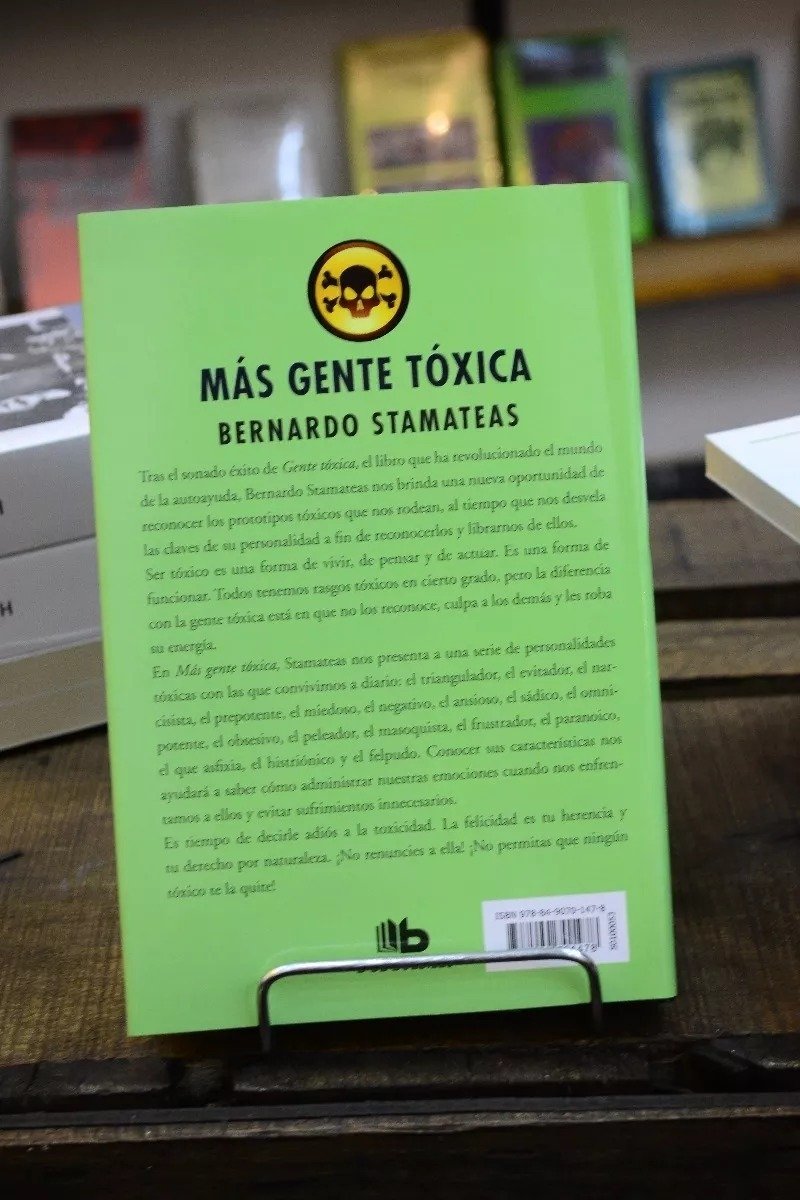 MÁS GENTE TÓXICA
BERNARDO STAMATEAS
Tras el sonado éxito de Gente tóxica, el libro que ha revolucionado el mundo
de la autoayuda, Bernardo Stamateas nos brinda una nueva oportunidad de
reconocer los prototipos tóxicos que nos rodean, al tiempo que nos desvela
las claves de su personalidad a fin de reconocerlos y librarnos de ellos.
Ser tóxico es una forma de vivir, de pensar y de actuar. Es una forma de
funcionar. Todos tenemos rasgos tóxicos en cierto grado, pero la diferencia
con la gente tóxica está en que no los reconoce, culpa a los demás y les roba
su energía.
En Más gente tóxica, Stamateas nos presenta a una serie de personalidades
tóxicas con las que convivimos a diario: el triangulador, el evitador, el nar-
cisista, el prepotente, el miedoso, el negativo, el ansioso, el sádico, el omni-
potente, el obsesivo, el peleador, el masoquista, el frustrador, el paranoico,
el que asfixia, el histriónico y el felpudo. Conocer sus características nos
ayudará a saber cómo administrar nuestras emociones cuando nos enfren-
tamos a ellos y evitar sufrimientos innecesarios.
Es tiempo de decirle adiós a la toxicidad. La felicidad es tu herencia y
tu derecho por naturaleza. ¡No renuncies a ella! ¡No permitas que ningún
tóxico te la quite!
ISBN 978-84-9070-147-8
b
H